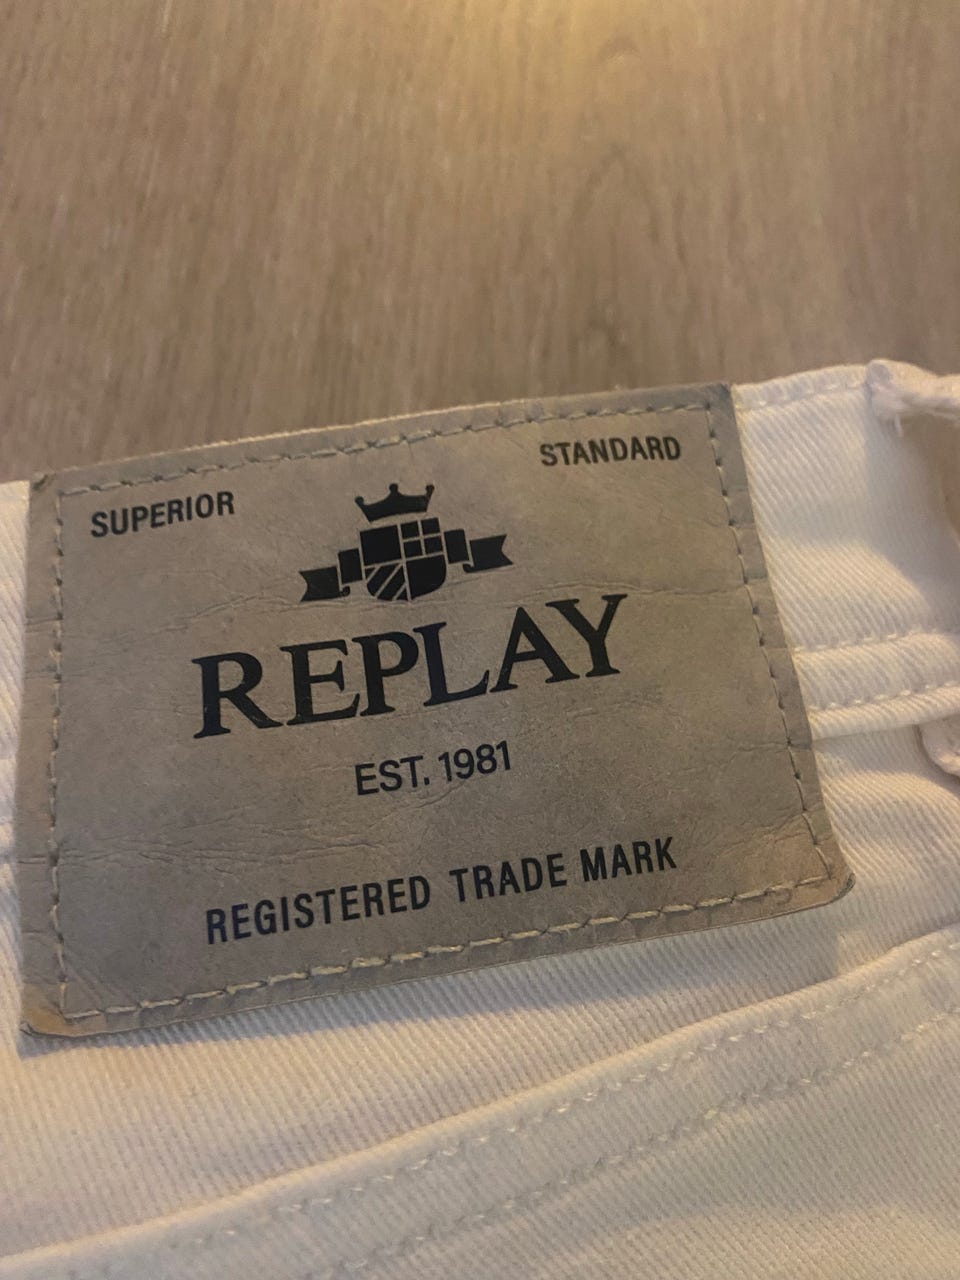 SUPERIOR STANDARD
REPLAY
EST. 1981
REGISTERED TRADE MARK